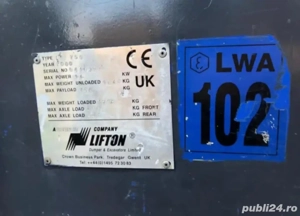 TYPE
YEAR
SERIAL NO
MAX POWER KW
MAX WEIGHT UNLOADED KG
MAX PAYLOAD KG
MAX WEIGHT LOADED KG
MAX AXLE LOAD KG FRONT
MAX AXLE LOAD KG REAR
CE
UK
A COMPANY
LIFTON
Dumper & Excavators Limited
LWA
102
publi24.ro